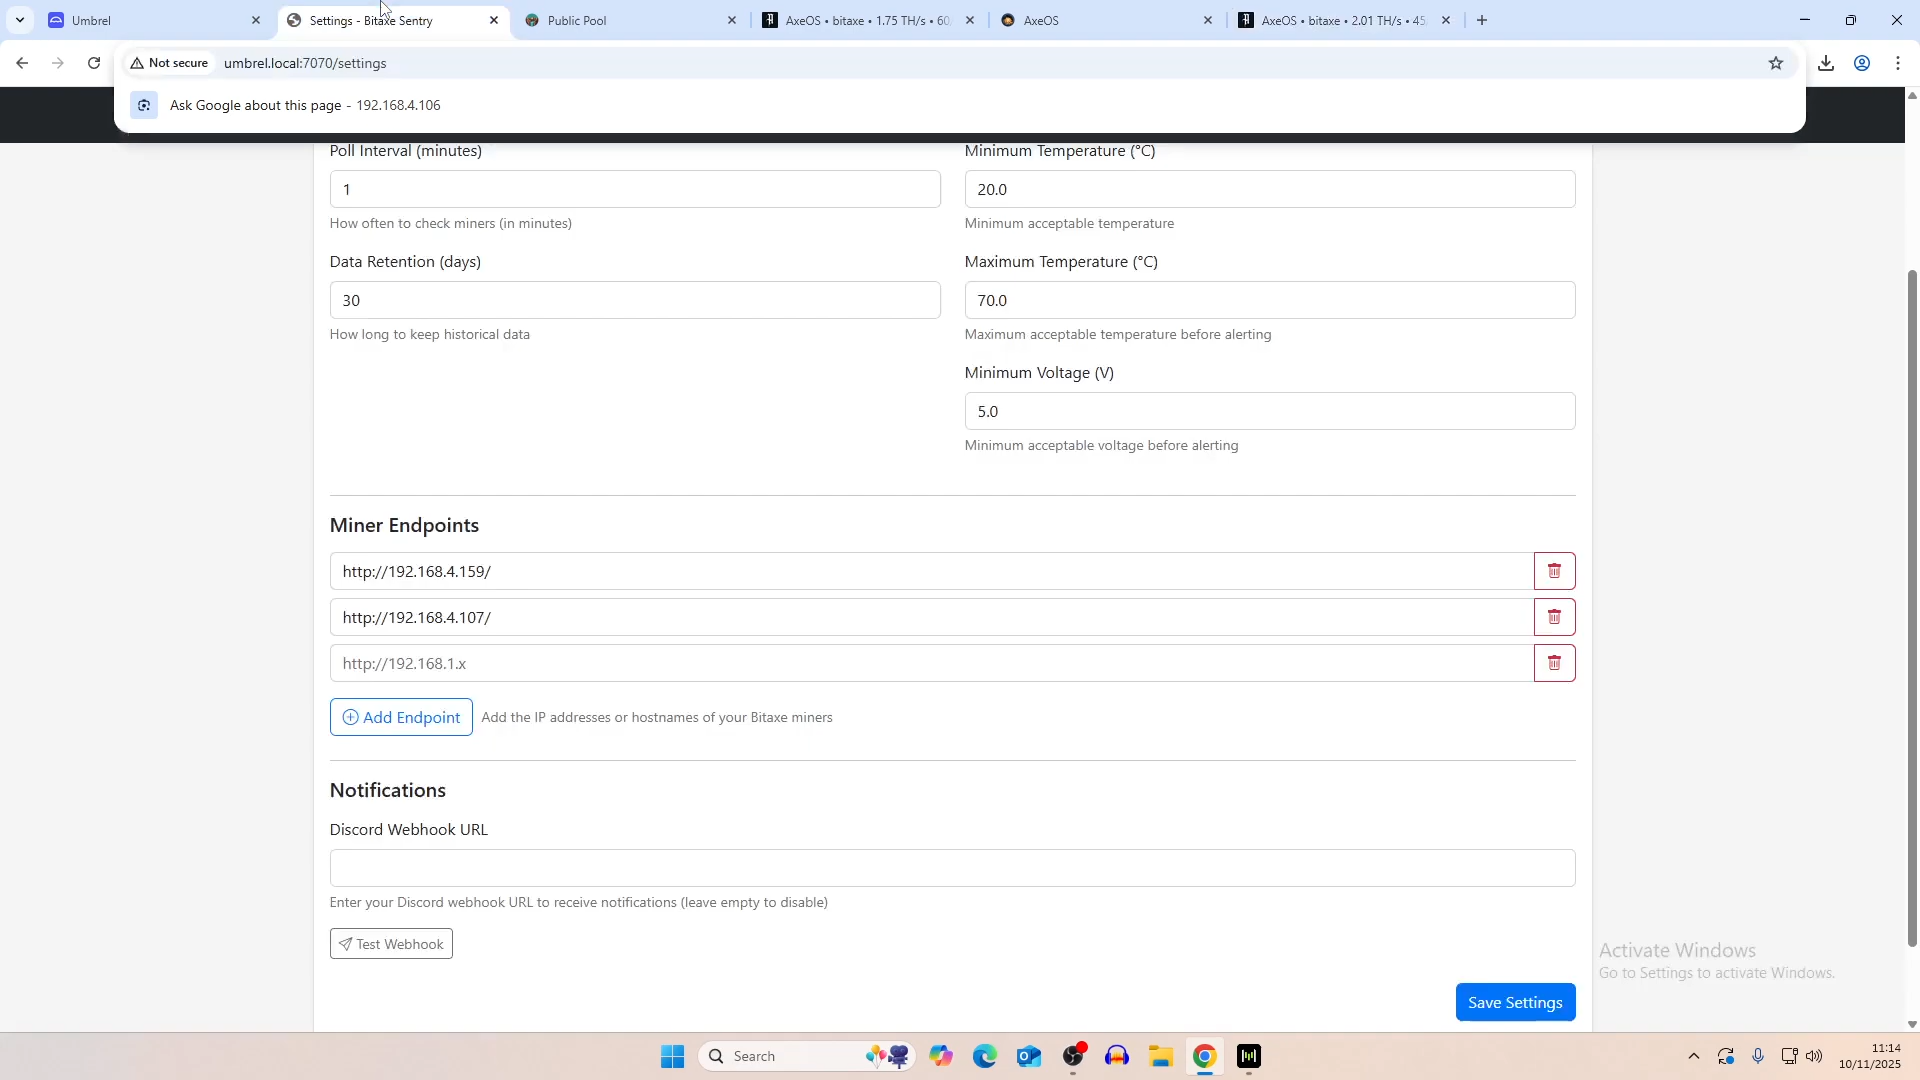 Umbrel
Settings - Bitaxe Sentry
Public Pool
AxeOS • bitaxe • 1.75 TH/s • 60
AxeOS
AxeOS • bitaxe • 2.01 TH/s • 45
Not secure
umbrel.local:7070/settings
Ask Google about this page - 192.168.4.106
Poll Interval (minutes)
1
How often to check miners (in minutes)
Data Retention (days)
30
How long to keep historical data
Minimum Temperature (°C)
20.0
Minimum acceptable temperature
Maximum Temperature (°C)
70.0
Maximum acceptable temperature before alerting
Minimum Voltage (V)
5.0
Minimum acceptable voltage before alerting
Miner Endpoints
http://192.168.4.159/
http://192.168.4.107/
http://192.168.1.x
Add Endpoint
Add the IP addresses or hostnames of your Bitaxe miners
Notifications
Discord Webhook URL
Enter your Discord webhook URL to receive notifications (leave empty to disable)
Test Webhook
Save Settings
Activate Windows
Go to Settings to activate Windows.
Search
11:14
10/11/2025